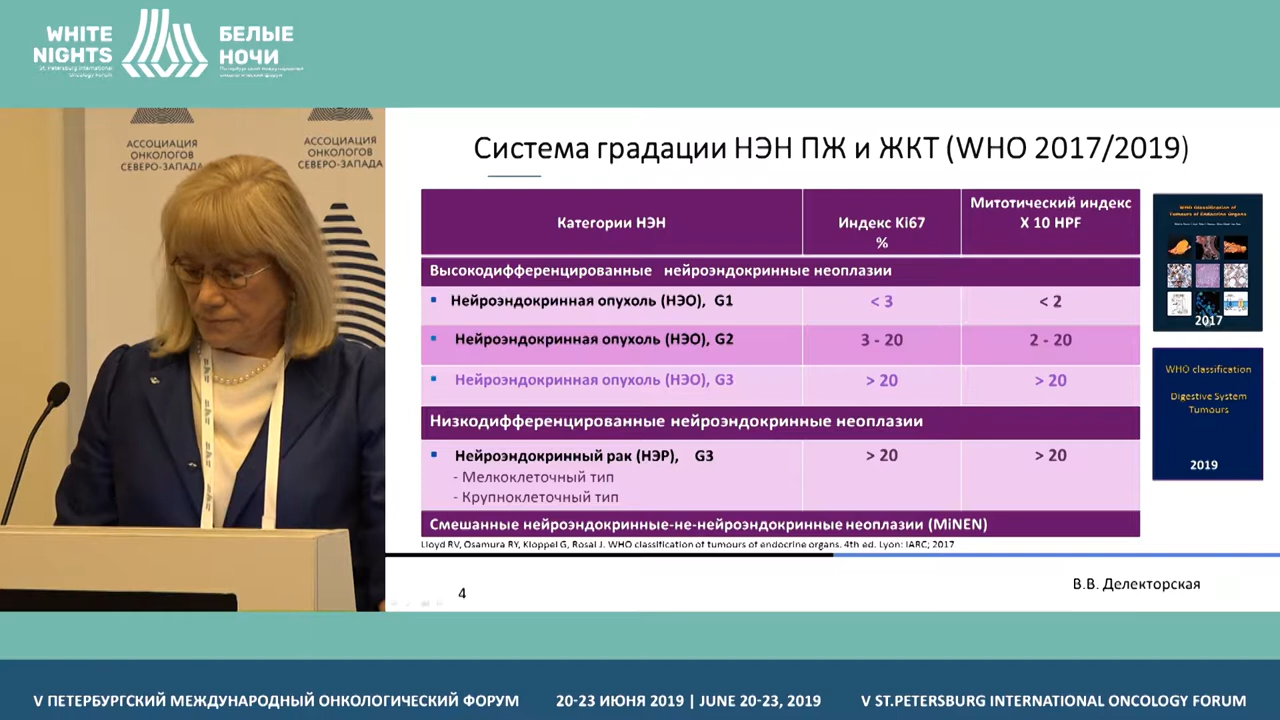 WHITE
NIGHTS
St. Petersburg International
Oncology Forum
БЕЛЫЕ
НОЧИ
Петербургский международный
онкологический форум
АССОЦИАЦИЯ
ОНКОЛОГОВ
СЕВЕРО-ЗАПАДА
АССОЦИАЦИЯ
ОНКОЛОГОВ
СЕВЕРО-ЗАПАДА
Система градации НЭН ПЖ и ЖКТ (WHO 2017/2019)
Категории НЭН
Индекс Ki67
%
Митотический индекс
X 10 HPF
Высокодифференцированные нейроэндокринные неоплазии
Нейроэндокринная опухоль (НЭО), G1
< 3
< 2
Нейроэндокринная опухоль (НЭО), G2
3 - 20
2 - 20
Нейроэндокринная опухоль (НЭО), G3
> 20
> 20
Низкодифференцированные нейроэндокринные неоплазии
Нейроэндокринный рак (НЭР), G3
> 20
> 20
- Мелкоклеточный тип
- Крупноклеточный тип
Смешанные нейроэндокринные-не-нейроэндокринные неоплазии (MiNEN)
Lloyd RV, Osamura RY, Kloppel G, Rosai J. WHO classification of tumours of endocrine organs. 4th ed. Lyon: IARC; 2017
WHO Classification of
Tumours of Endocrine Organs
2017
WHO classification
Digestive System
Tumours
2019
4
В.В. Делекторская
V ПЕТЕРБУРГСКИЙ МЕЖДУНАРОДНЫЙ ОНКОЛОГИЧЕСКИЙ ФОРУМ
20-23 ИЮНЯ 2019 | JUNE 20-23, 2019
V ST.PETERSBURG INTERNATIONAL ONCOLOGY FORUM